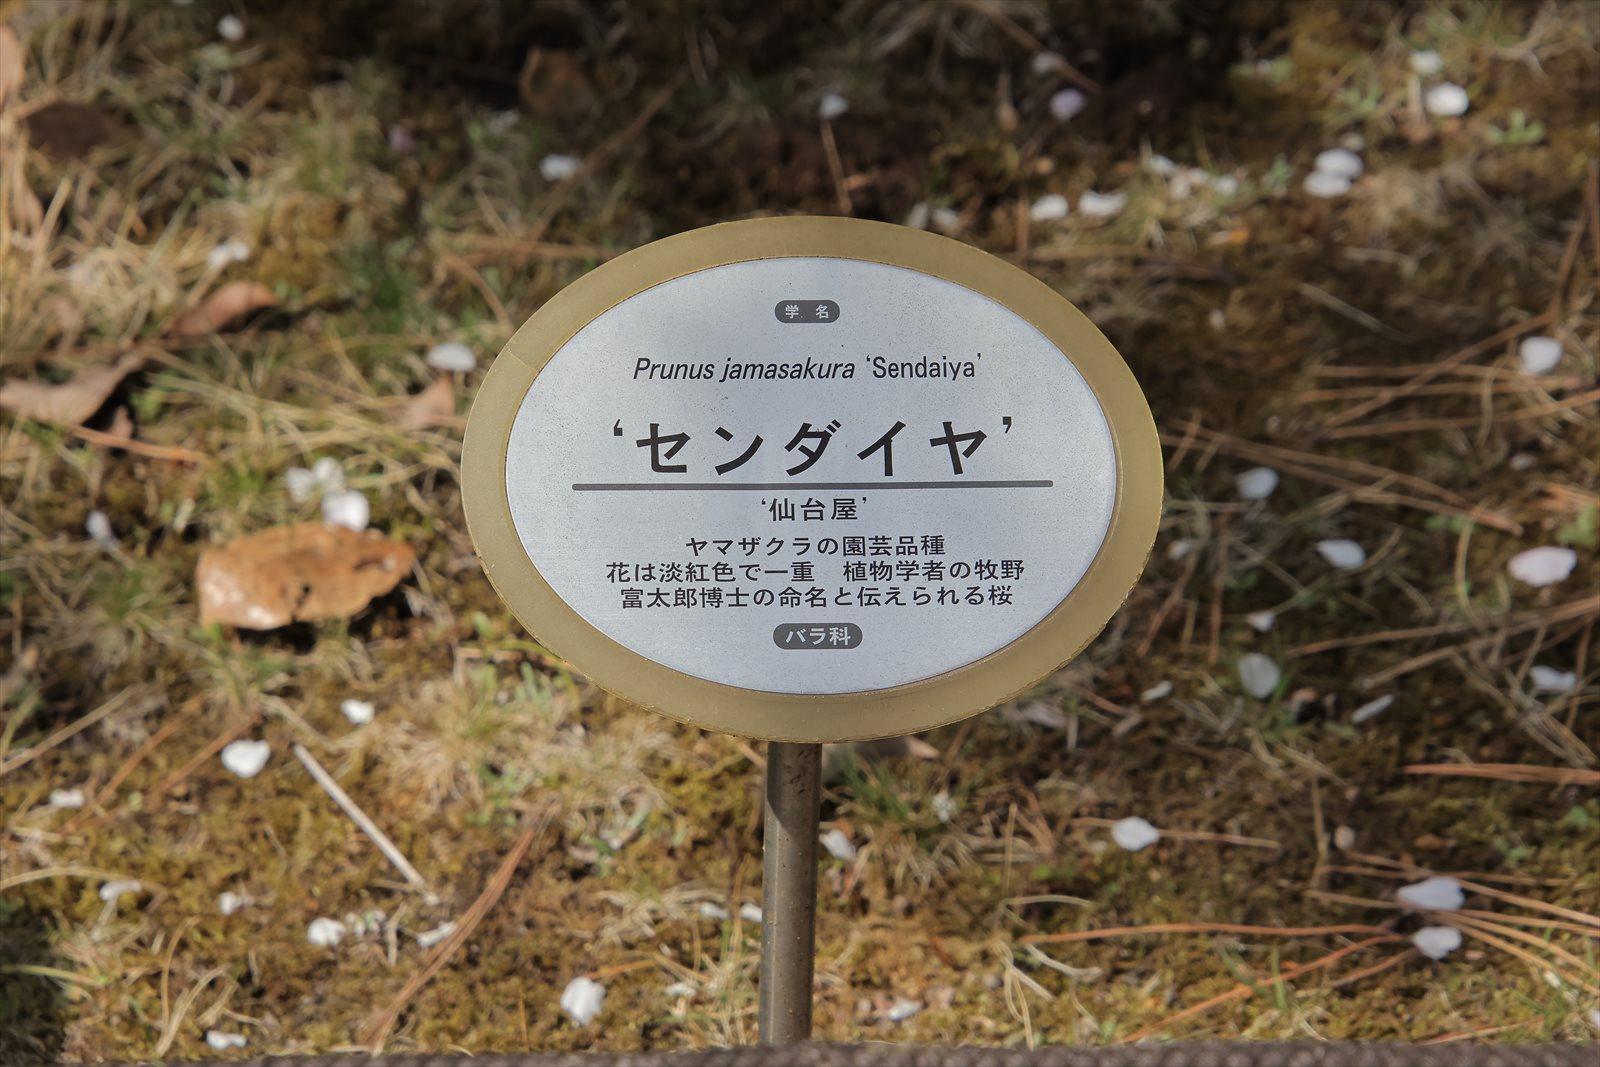 学名
Prunus jamasakura ‘Sendaiya’
‘センダイヤ’
‘仙台屋’
ヤマザクラの園芸品種
花は淡紅色で一重　植物学者の牧野
富太郎博士の命名と伝えられる桜
バラ科